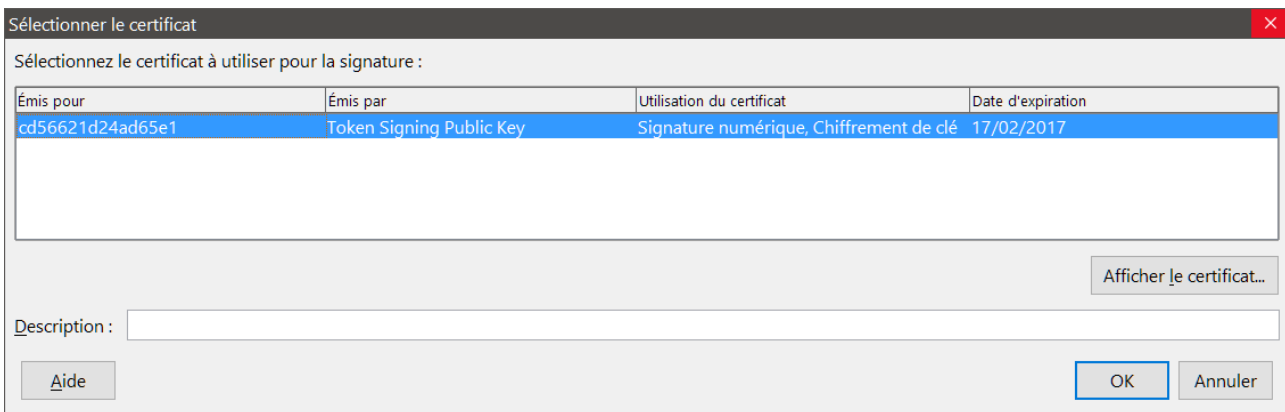 Sélectionner le certificat
Sélectionnez le certificat à utiliser pour la signature :
Émis pour Émis par Utilisation du certificat Date d'expiration
cd56621d24ad65e1 Token Signing Public Key Signature numérique, Chiffrement de clé 17/02/2017
Afficher le certificat...
Description :
Aide OK Annuler